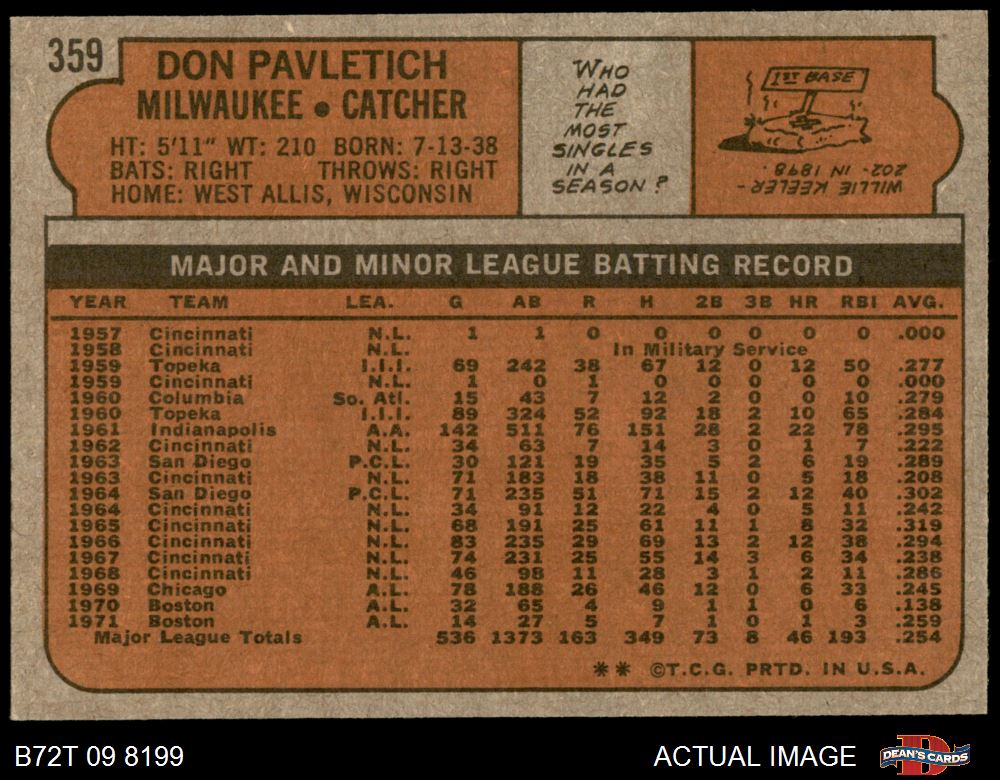 359
DON PAVLETICH
MILWAUKEE • CATCHER
HT: 5'11" WT: 210 BORN: 7-13-38
BATS: RIGHT THROWS: RIGHT
HOME: WEST ALLIS, WISCONSIN
WHO
HAD
THE
MOST
SINGLES
IN A
SEASON?
1ST BASE
WILLIE KEELER -
202 - IN 1898.
MAJOR AND MINOR LEAGUE BATTING RECORD
YEAR TEAM LEA. G AB R H 2B 3B HR RBI AVG.
1957 Cincinnati N.L. 1 1 0 0 0 0 0 0 .000
1958 Cincinnati N.L. In Military Service
1959 Topeka I.I.I. 69 242 38 67 12 0 12 50 .277
1959 Cincinnati N.L. 1 0 1 0 0 0 0 0 .000
1960 Columbia So. Atl. 15 43 7 12 2 0 0 10 .279
1960 Topeka I.I.I. 89 324 52 92 18 2 10 65 .284
1961 Indianapolis A.A. 142 511 76 151 28 2 22 78 .295
1962 Cincinnati N.L. 34 63 7 14 3 0 1 7 .222
1963 San Diego P.C.L. 30 121 19 35 5 2 6 19 .289
1963 Cincinnati N.L. 71 183 18 38 11 0 5 18 .208
1964 San Diego P.C.L. 71 235 51 71 15 2 12 40 .302
1964 Cincinnati N.L. 34 91 12 22 4 0 5 11 .242
1965 Cincinnati N.L. 68 191 25 61 11 1 8 32 .319
1966 Cincinnati N.L. 83 235 29 69 13 2 12 38 .294
1967 Cincinnati N.L. 74 231 25 55 14 3 6 34 .238
1968 Cincinnati N.L. 46 98 11 28 3 1 2 11 .286
1969 Chicago A.L. 78 188 26 46 12 0 6 33 .245
1970 Boston A.L. 32 65 4 9 1 1 0 6 .138
1971 Boston A.L. 14 27 5 7 1 0 1 3 .259
Major League Totals 536 1373 163 349 73 8 46 193 .254
** ©T.C.G. PRTD. IN U.S.A.
B72T 09 8199
ACTUAL IMAGE
D
DEAN'S CARDS